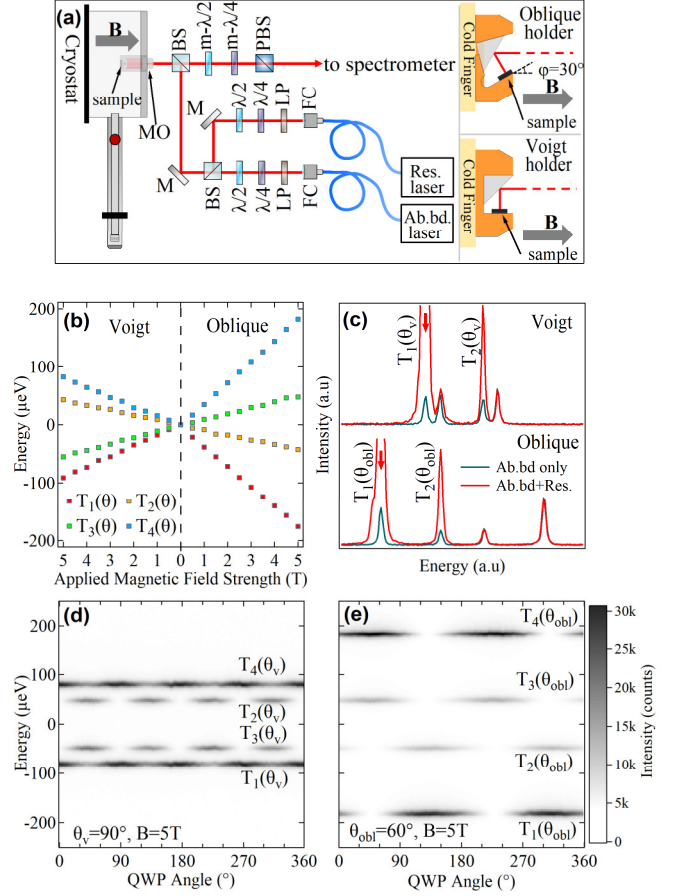 (a)
B
Cryostat
sample
MO
BS
m-λ/2
m-λ/4
PBS
to spectrometer
M
λ/2
λ/4
LP
FC
M
BS
λ/2
λ/4
LP
FC
Res.
laser
Ab.bd.
laser
Oblique
holder
Cold Finger
φ=30°
B
sample
Voigt
holder
Cold Finger
B
sample
(b)
Voigt
Oblique
Energy (μeV)
200
100
0
-100
-200
T₁(θ) T₂(θ)
T₃(θ) T₄(θ)
5 4 3 2 1 0 1 2 3 4 5
Applied Magnetic Field Strength (T)
(c)
Voigt
T₁(θᵥ)
T₂(θᵥ)
Intensity (a.u)
Oblique
Ab.bd only
Ab.bd+Res.
T₁(θobl)
T₂(θobl)
Energy (a.u)
(d)
Energy (μeV)
200
100
0
-100
-200
T₄(θᵥ)
T₂(θᵥ)
T₃(θᵥ)
T₁(θᵥ)
θᵥ=90°, B=5T
0 90 180 270 360
QWP Angle (°)
(e)
T₄(θobl)
T₃(θobl)
T₂(θobl)
T₁(θobl)
θobl=60°, B=5T
0 90 180 270 360
QWP Angle (°)
30k
25k
20k
15k
10k
5k
0
Intensity (counts)